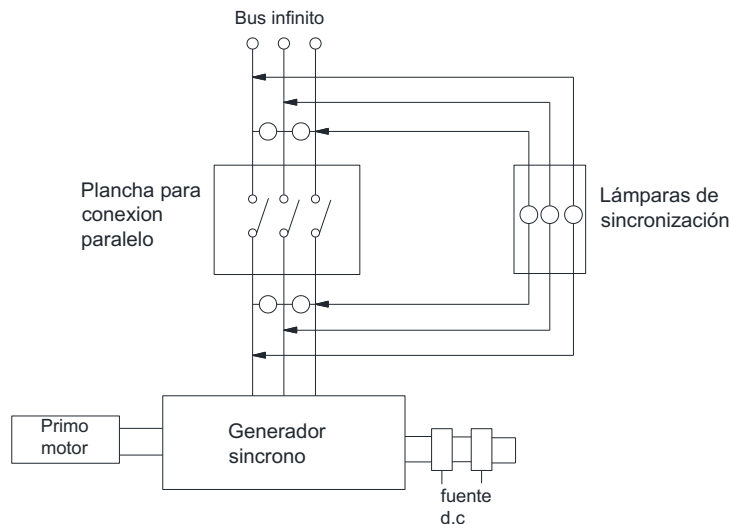 Bus infinito
Plancha para
conexion
paralelo
Lámparas de
sincronización
Primo
motor
Generador
sincrono
fuente
d.c